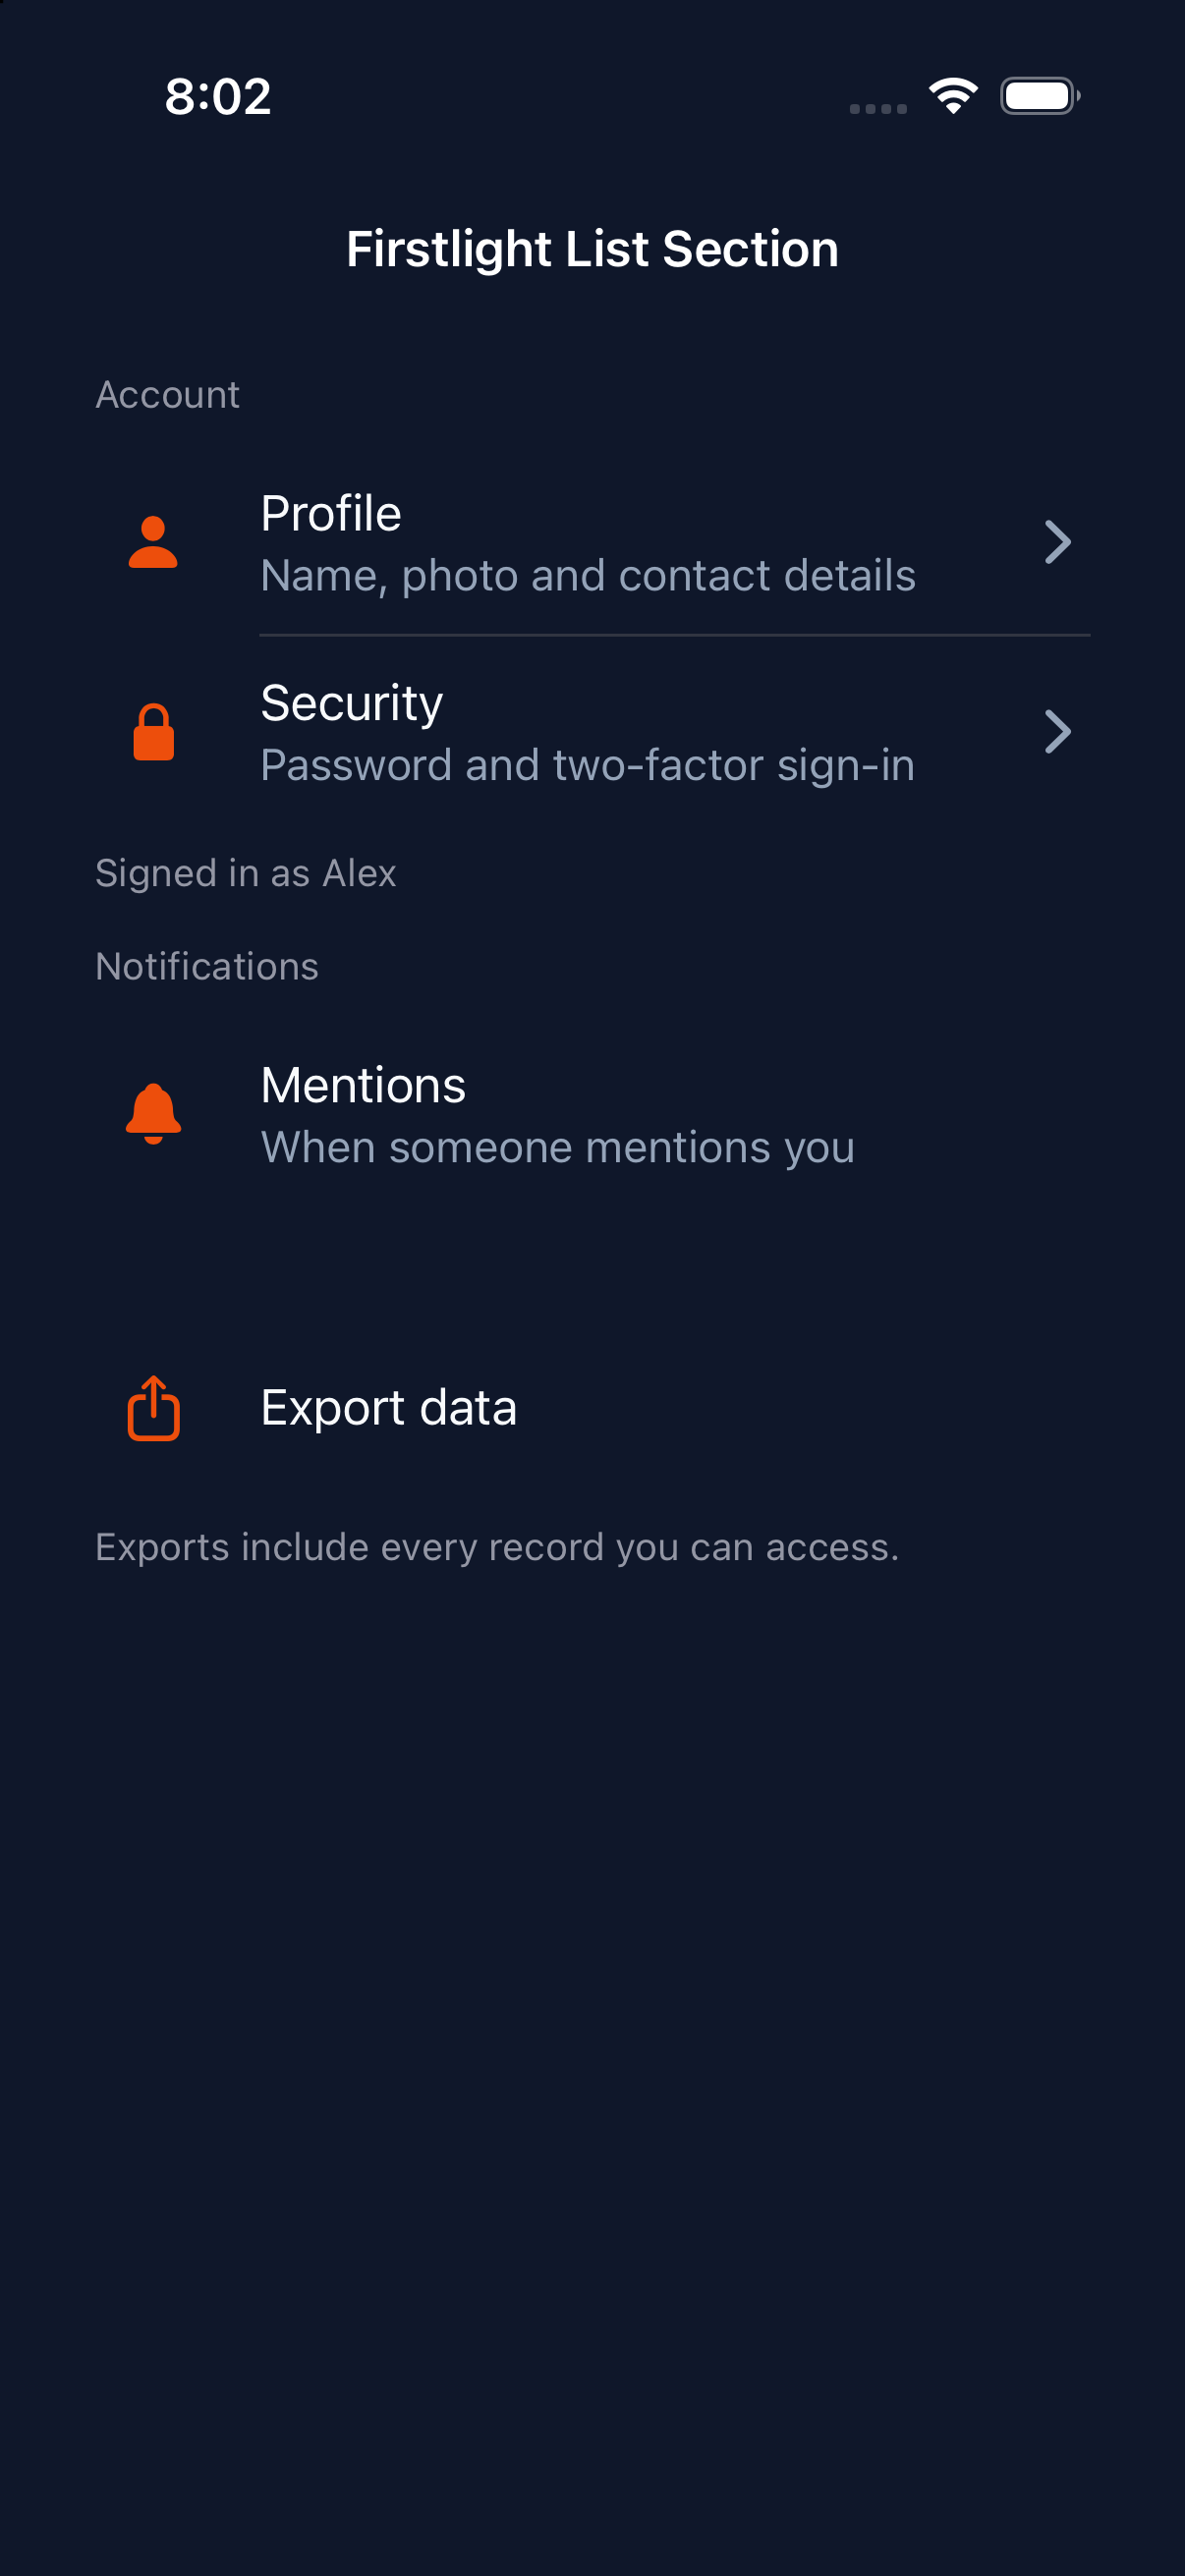 8:02
Firstlight List Section
Account
Profile
Name, photo and contact details
Security
Password and two-factor sign-in
Signed in as Alex
Notifications
Mentions
When someone mentions you
Export data
Exports include every record you can access.